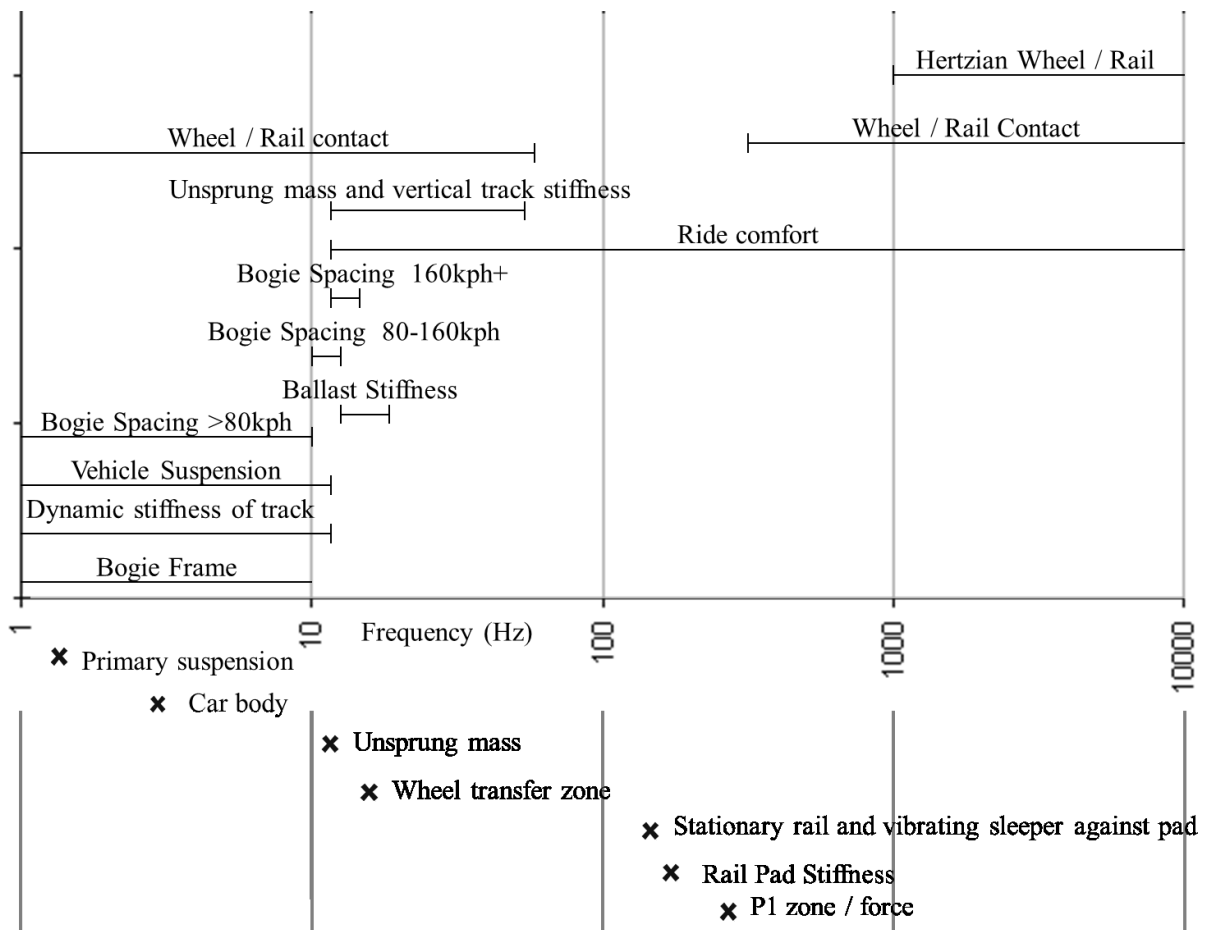 Hertzian Wheel / Rail
Wheel / Rail Contact
Wheel / Rail contact
Unsprung mass and vertical track stiffness
Ride comfort
Bogie Spacing 160kph+
Bogie Spacing 80-160kph
Ballast Stiffness
Bogie Spacing >80kph
Vehicle Suspension
Dynamic stiffness of track
Bogie Frame
1
10
Frequency (Hz)
100
1000
10000
Primary suspension
Car body
Unsprung mass
Wheel transfer zone
Stationary rail and vibrating sleeper against pad
Rail Pad Stiffness
P1 zone / force